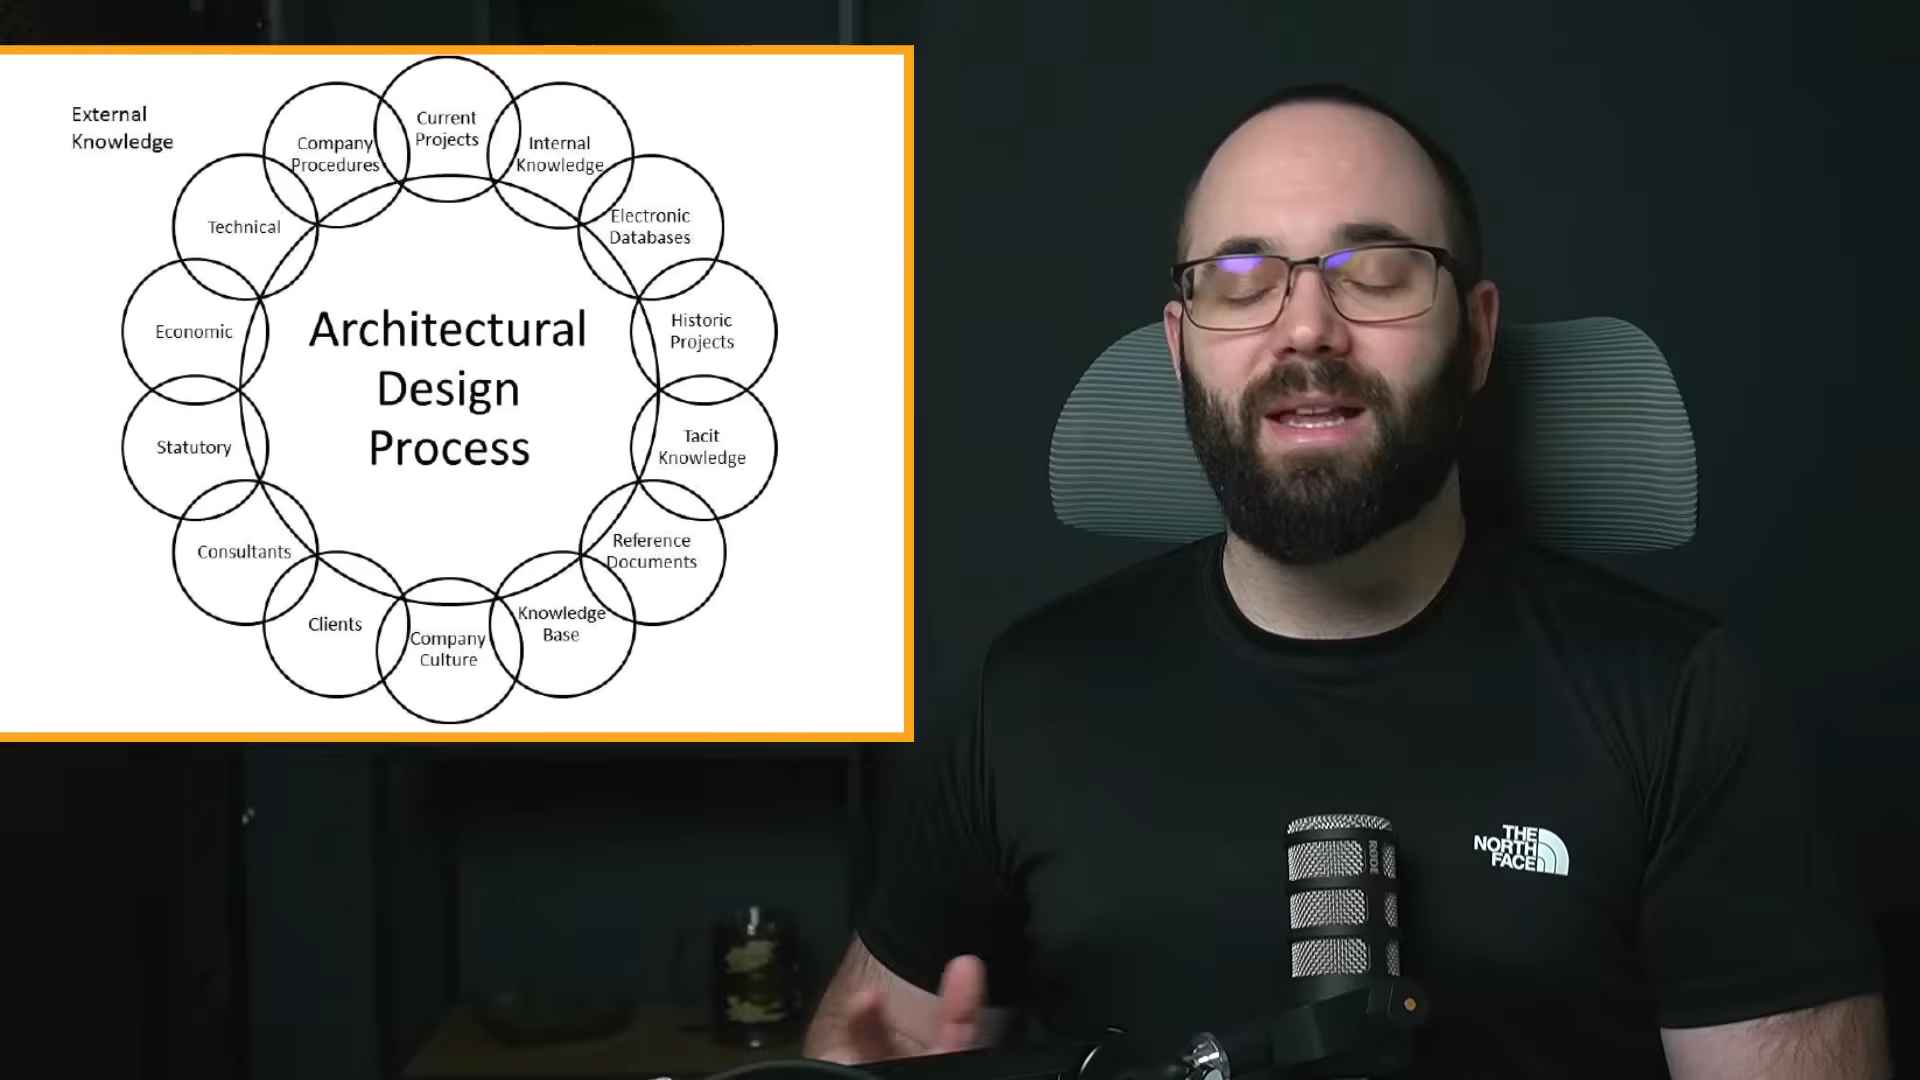 External
Knowledge
Current
Projects
Company
Procedures
Internal
Knowledge
Technical
Electronic
Databases
Economic
Historic
Projects
Architectural
Design
Process
Statutory
Tacit
Knowledge
Consultants
Reference
Documents
Clients
Company
Culture
Knowledge
Base
THE
NORTH
FACE
RØDE